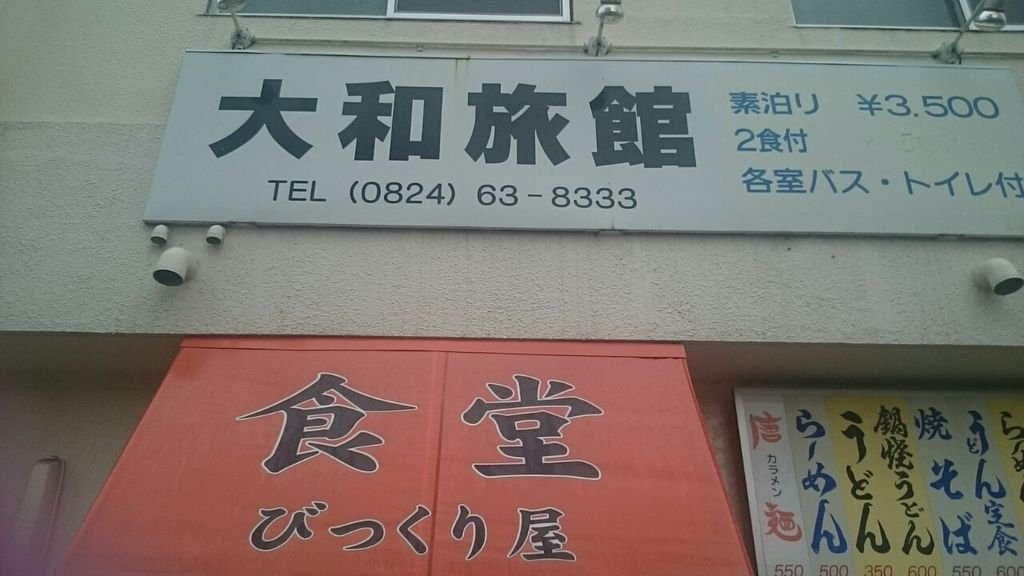 大和旅館
TEL (0824) 63-8333
素泊り ¥3.500
2食付
各室バス・トイレ付
食堂
びっくり屋
唐麺
カラメン
550
らーめん
500
うどん
350
鍋焼うどん
600
焼そば
550
うどん定食
600